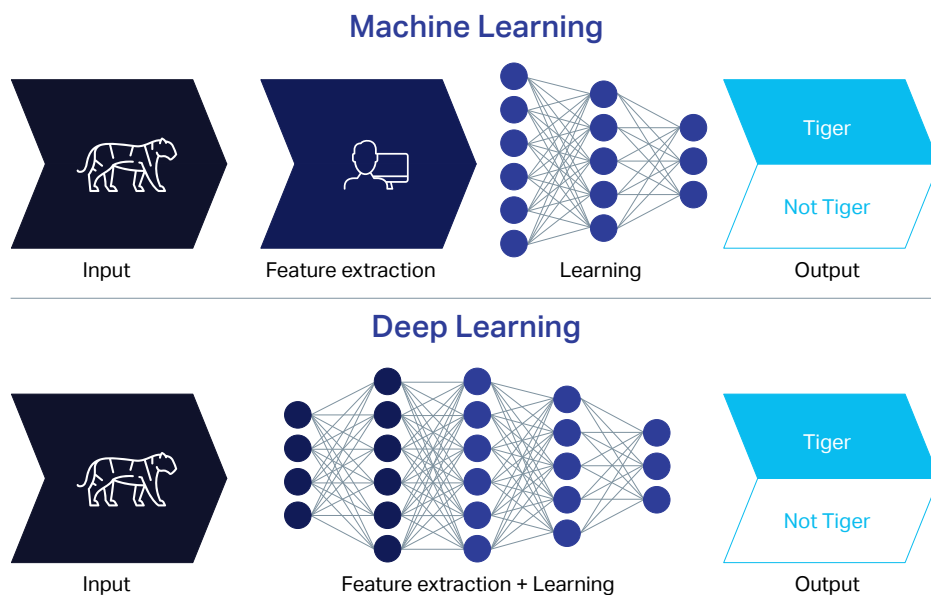 Machine Learning
Tiger
Not Tiger
Input
Feature extraction
Learning
Output
Deep Learning
Tiger
Not Tiger
Input
Feature extraction + Learning
Output